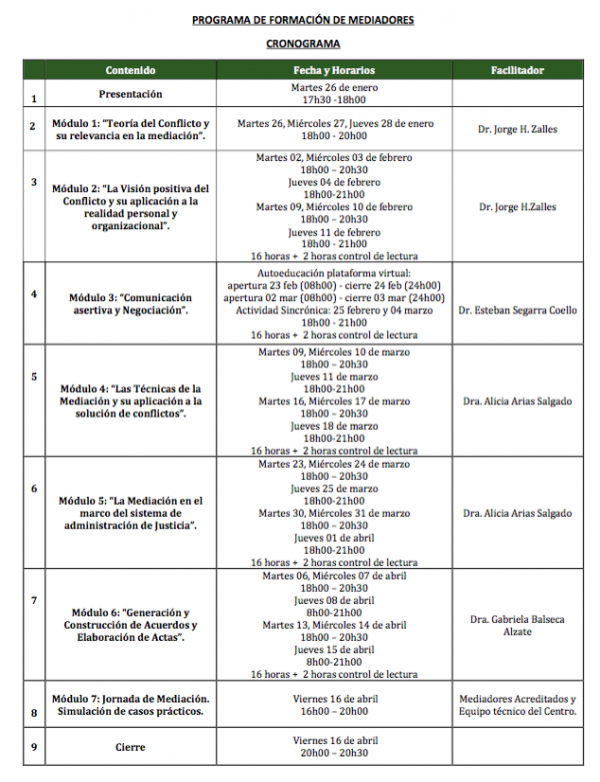 PROGRAMA DE FORMACIÓN DE MEDIADORES
CRONOGRAMA
Contenido Fecha y Horarios Facilitador
1
Presentación
Martes 26 de enero
17h30 -18h00
2
Módulo 1: “Teoría del Conflicto y
su relevancia en la mediación”.
Martes 26, Miércoles 27, Jueves 28 de enero
18h00 - 20h00
Dr. Jorge H. Zalles
3
Módulo 2: “La Visión positiva del
Conflicto y su aplicación a la
realidad personal y
organizacional”.
Martes 02, Miércoles 03 de febrero
18h00 – 20h30
Jueves 04 de febrero
18h00-21h00
Martes 09, Miércoles 10 de febrero
18h00 – 20h30
Jueves 11 de febrero
18h00 - 21h00
16 horas + 2 horas control de lectura
Dr. Jorge H.Zalles
4
Módulo 3: “Comunicación
asertiva y Negociación”.
Autoeducación plataforma virtual:
apertura 23 feb (08h00) - cierre 24 feb (24h00)
apertura 02 mar (08h00) - cierre 03 mar (24h00)
Actividad Sincrónica: 25 febrero y 04 marzo
18h00 - 21h00
16 horas + 2 horas control de lectura
Dr. Esteban Segarra Coello
5
Módulo 4: “Las Técnicas de la
Mediación y su aplicación a la
solución de conflictos”.
Martes 09, Miércoles 10 de marzo
18h00 – 20h30
Jueves 11 de marzo
18h00-21h00
Martes 16, Miércoles 17 de marzo
18h00 – 20h30
Jueves 18 de marzo
18h00-21h00
16 horas + 2 horas control de lectura
Dra. Alicia Arias Salgado
6
Módulo 5: “La Mediación en el
marco del sistema de
administración de Justicia”.
Martes 23, Miércoles 24 de marzo
18h00 – 20h30
Jueves 25 de marzo
18h00-21h00
Martes 30, Miércoles 31 de marzo
18h00 – 20h30
Jueves 01 de abril
18h00-21h00
16 horas + 2 horas control de lectura
Dra. Alicia Arias Salgado
7
Módulo 6: “Generación y
Construcción de Acuerdos y
Elaboración de Actas”.
Martes 06, Miércoles 07 de abril
18h00 – 20h30
Jueves 08 de abril
8h00-21h00
Martes 13, Miércoles 14 de abril
18h00 – 20h30
Jueves 15 de abril
8h00-21h00
16 horas + 2 horas control de lectura
Dra. Gabriela Balseca
Alzate
8
Módulo 7: Jornada de Mediación.
Simulación de casos prácticos.
Viernes 16 de abril
16h00 – 20h00
Mediadores Acreditados y
Equipo técnico del Centro.
9
Cierre
Viernes 16 de abril
20h00 – 20h30